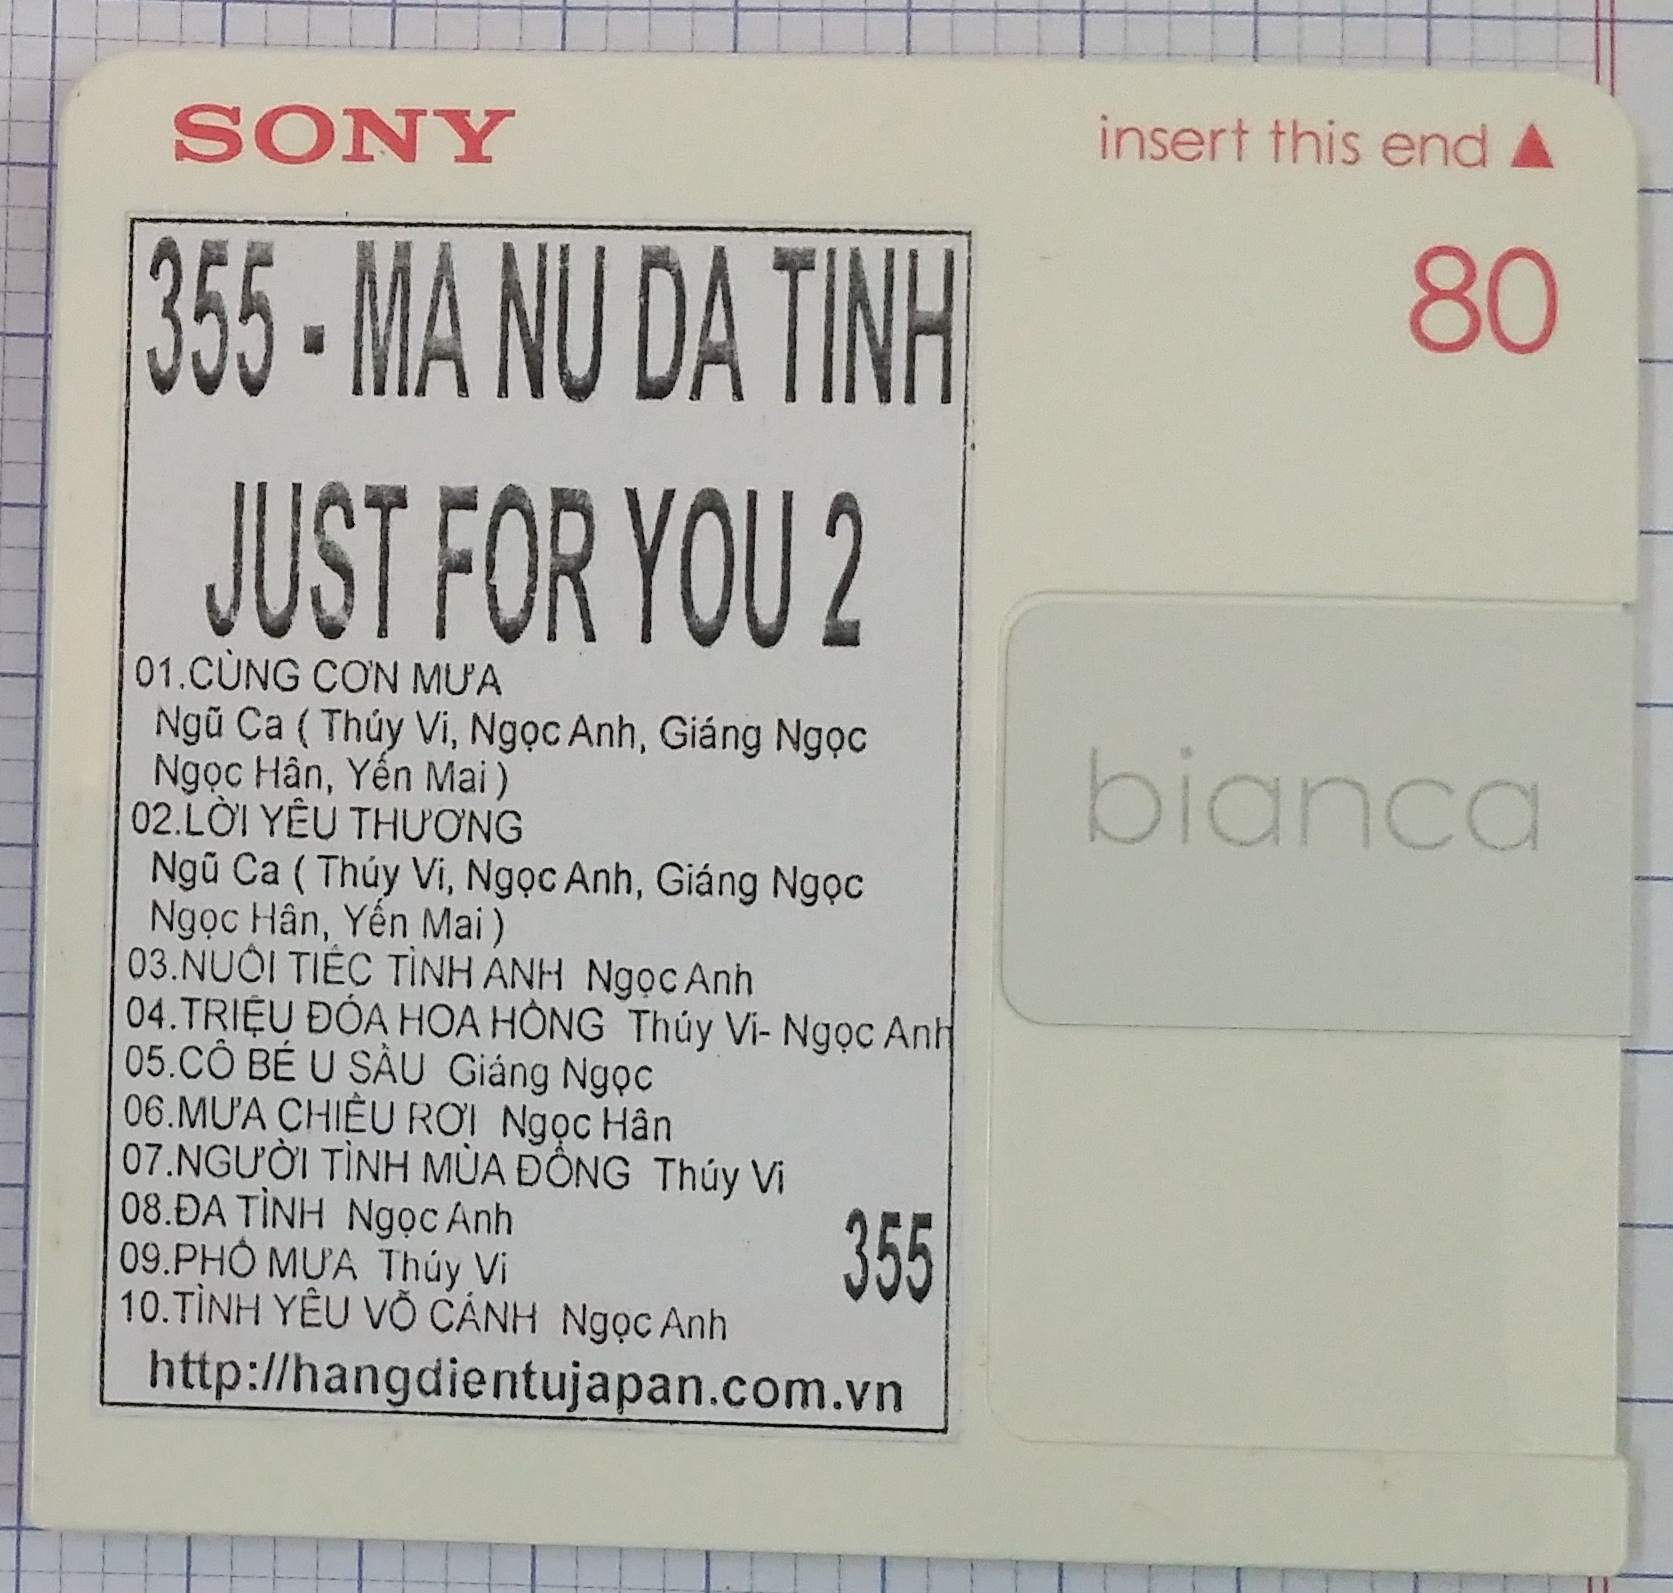 SONY
insert this end ▲
80
355 - MA NU DA TINH
JUST FOR YOU 2
01.CÙNG CƠN MƯA
Ngũ Ca ( Thúy Vi, Ngọc Anh, Giáng Ngọc
Ngọc Hân, Yến Mai )
02.LỜI YÊU THƯƠNG
Ngũ Ca ( Thúy Vi, Ngọc Anh, Giáng Ngọc
Ngọc Hân, Yến Mai )
03.NUỐI TIẾC TÌNH ANH Ngọc Anh
04.TRIỆU ĐÓA HOA HỒNG Thúy Vi- Ngọc Anh
05.CÔ BÉ U SẦU Giáng Ngọc
06.MƯA CHIỀU RƠI Ngọc Hân
07.NGƯỜI TÌNH MÙA ĐÔNG Thúy Vi
08.ĐA TÌNH Ngọc Anh
09.PHỐ MƯA Thúy Vi
10.TÌNH YÊU VỖ CÁNH Ngọc Anh
355
http://hangdientujapan.com.vn
bianca